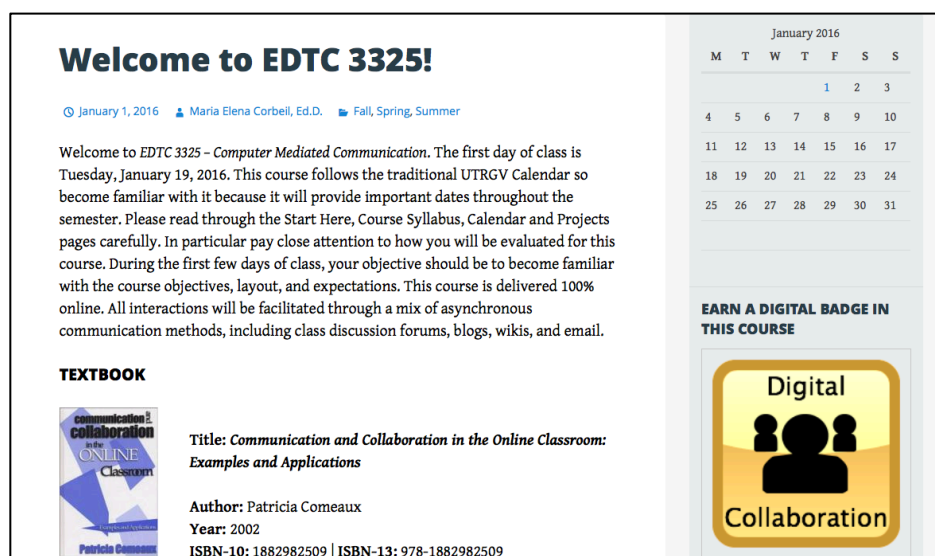 Welcome to EDTC 3325!
January 1, 2016 Maria Elena Corbeil, Ed.D. Fall, Spring, Summer
Welcome to EDTC 3325 – Computer Mediated Communication. The first day of class is
Tuesday, January 19, 2016. This course follows the traditional UTRGV Calendar so
become familiar with it because it will provide important dates throughout the
semester. Please read through the Start Here, Course Syllabus, Calendar and Projects
pages carefully. In particular pay close attention to how you will be evaluated for this
course. During the first few days of class, your objective should be to become familiar
with the course objectives, layout, and expectations. This course is delivered 100%
online. All interactions will be facilitated through a mix of asynchronous
communication methods, including class discussion forums, blogs, wikis, and email.
TEXTBOOK
communication
collaboration
in the
ONLINE
Classroom
Examples and Applications
Patricia Comeaux
Title: Communication and Collaboration in the Online Classroom:
Examples and Applications
Author: Patricia Comeaux
Year: 2002
ISBN-10: 1882982509 | ISBN-13: 978-1882982509
January 2016
M T W T F S S
1 2 3
4 5 6 7 8 9 10
11 12 13 14 15 16 17
18 19 20 21 22 23 24
25 26 27 28 29 30 31
EARN A DIGITAL BADGE IN
THIS COURSE
Digital
Collaboration